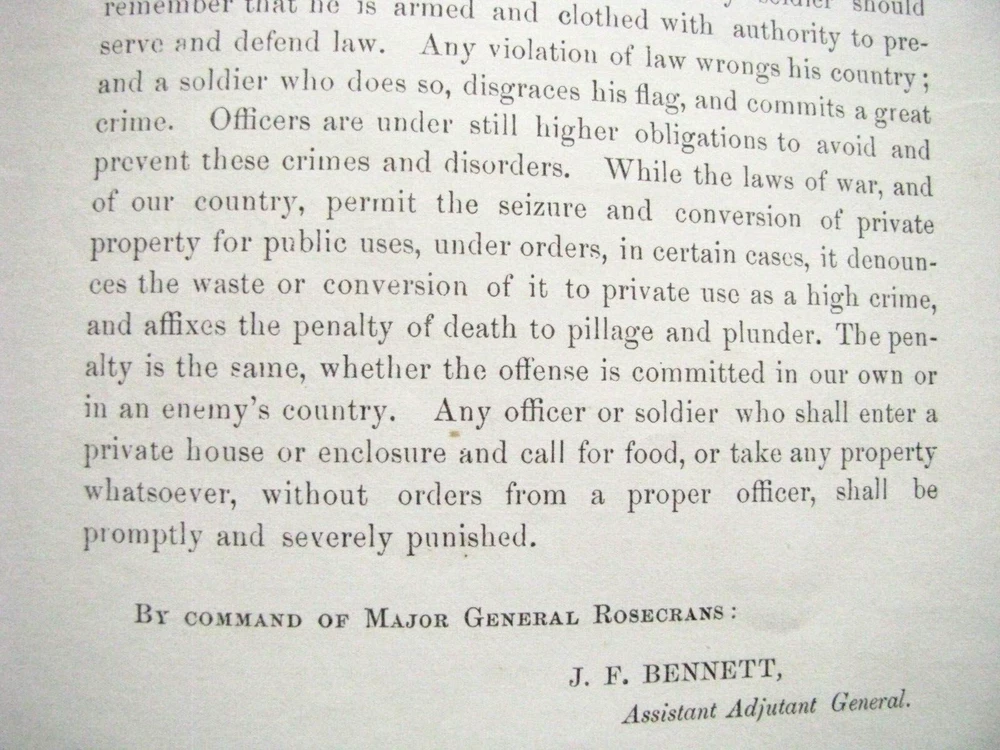 remember that he is armed and clothed with authority to pre-
serve and defend law. Any violation of law wrongs his country;
and a soldier who does so, disgraces his flag, and commits a great
crime. Officers are under still higher obligations to avoid and
prevent these crimes and disorders. While the laws of war, and
of our country, permit the seizure and conversion of private
property for public uses, under orders, in certain cases, it denoun-
ces the waste or conversion of it to private use as a high crime,
and affixes the penalty of death to pillage and plunder. The pen-
alty is the same, whether the offense is committed in our own or
in an enemy's country. Any officer or soldier who shall enter a
private house or enclosure and call for food, or take any property
whatsoever, without orders from a proper officer, shall be
promptly and severely punished.
By command of Major General Rosecrans:
J. F. BENNETT,
Assistant Adjutant General.